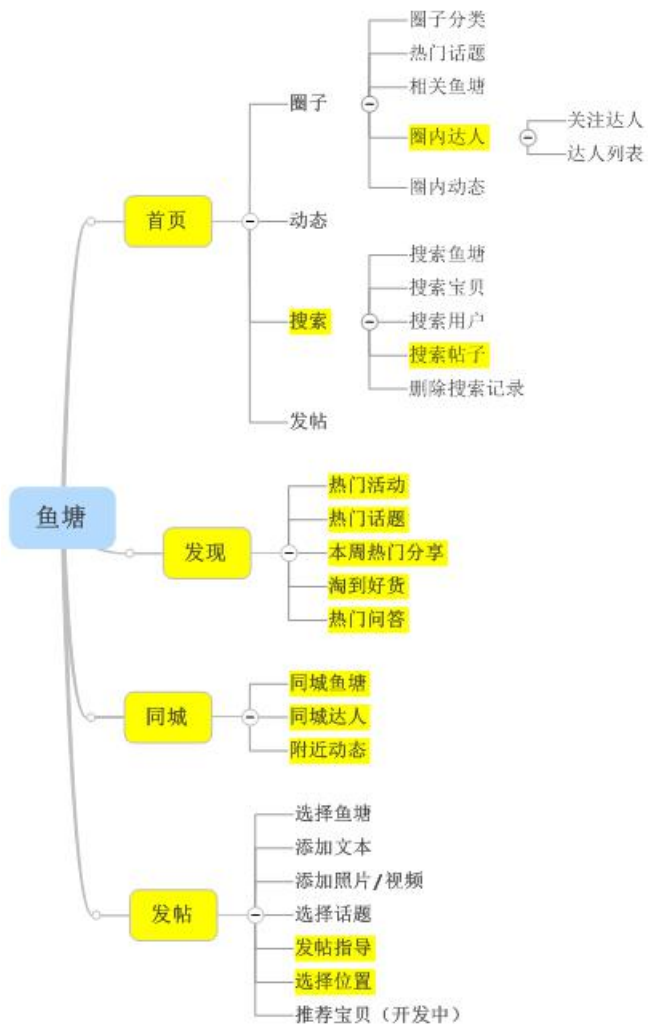 鱼塘
首页
圈子
圈子分类
热门话题
相关鱼塘
圈内达人
关注达人
达人列表
圈内动态
动态
搜索
搜索鱼塘
搜索宝贝
搜索用户
搜索帖子
删除搜索记录
发帖
发现
热门活动
热门话题
本周热门分享
淘到好货
热门问答
同城
同城鱼塘
同城达人
附近动态
发帖
选择鱼塘
添加文本
添加照片/视频
选择话题
发帖指导
选择位置
推荐宝贝（开发中）